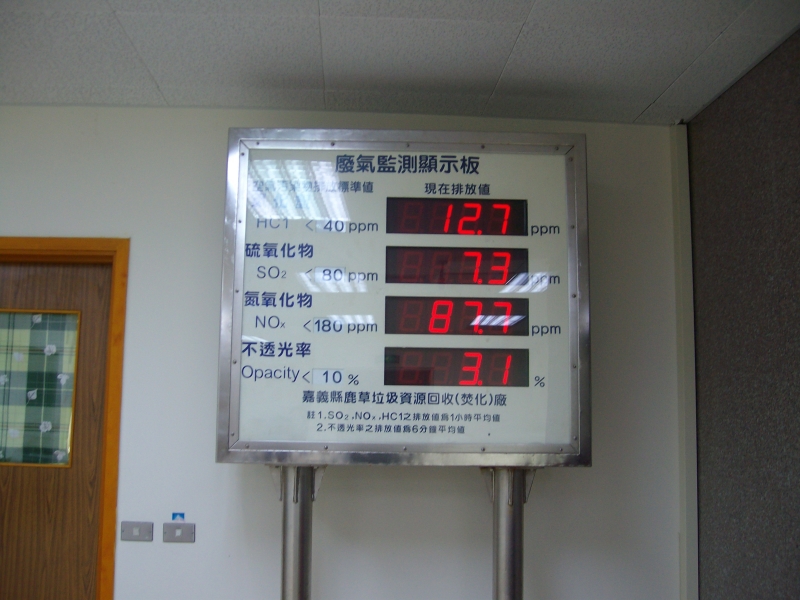 廢氣監測顯示板
標準值 現在排放值
HCl < 40 ppm 12.7 ppm
硫氧化物
SO₂ < 80 ppm 7.3 ppm
氮氧化物
NOx < 180 ppm 87.7 ppm
不透光率
Opacity < 10 % 3.1 %
嘉義縣鹿草垃圾資源回收(焚化)廠
註1.SO₂,NOx,HCl之排放值為1小時平均值
2.不透光率之排放值為6分鐘平均值